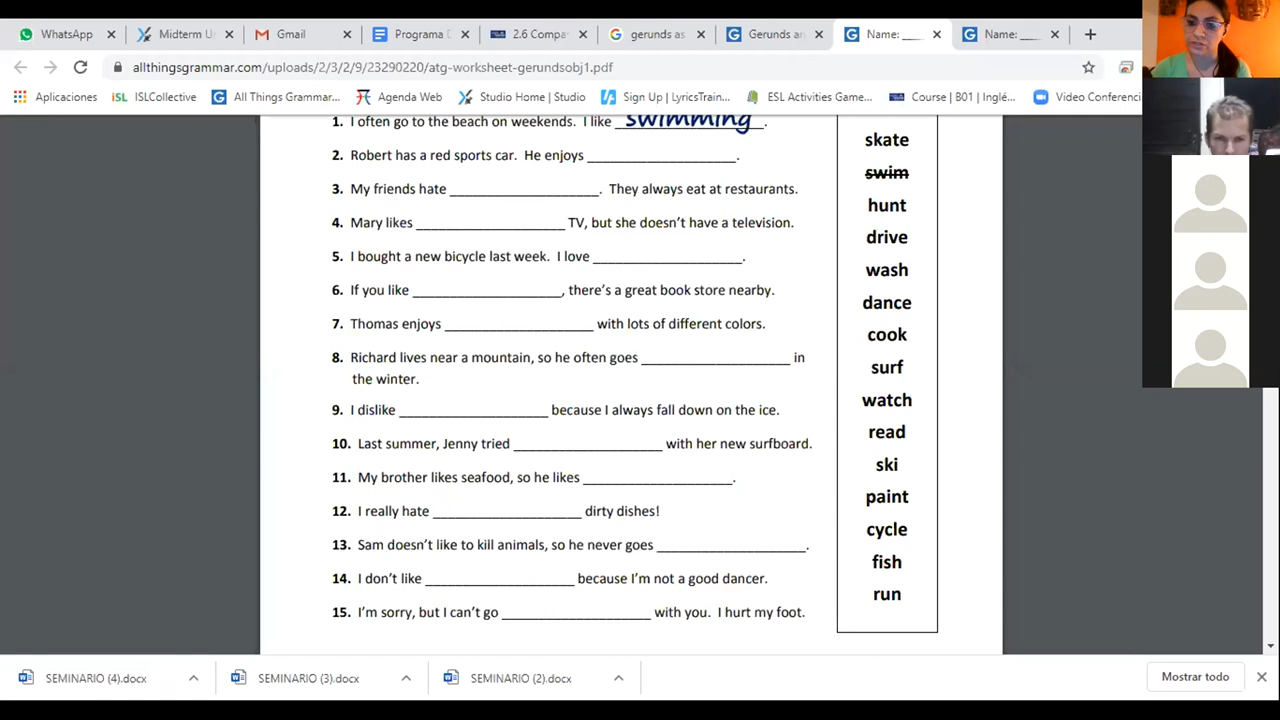 WhatsApp
Midterm U
Gmail
Programa D
2.6 Compa
gerunds as
Gerunds an
Name: ___
Name: ___
allthingsgrammar.com/uploads/2/3/2/9/23290220/atg-worksheet-gerundsobj1.pdf
Aplicaciones
iSL ISLCollective
All Things Grammar...
Agenda Web
Studio Home | Studio
Sign Up | LyricsTrain...
ESL Activities Game...
Course | B01 | Inglé...
Video Conferenci
1. I often go to the beach on weekends. I like swimming.
2. Robert has a red sports car. He enjoys ____________________.
3. My friends hate ____________________. They always eat at restaurants.
4. Mary likes ____________________ TV, but she doesn't have a television.
5. I bought a new bicycle last week. I love ____________________.
6. If you like ____________________, there's a great book store nearby.
7. Thomas enjoys ____________________ with lots of different colors.
8. Richard lives near a mountain, so he often goes ____________________ in
the winter.
9. I dislike ____________________ because I always fall down on the ice.
10. Last summer, Jenny tried ____________________ with her new surfboard.
11. My brother likes seafood, so he likes ____________________.
12. I really hate ____________________ dirty dishes!
13. Sam doesn't like to kill animals, so he never goes ____________________.
14. I don't like ____________________ because I'm not a good dancer.
15. I'm sorry, but I can't go ____________________ with you. I hurt my foot.
skate
swim
hunt
drive
wash
dance
cook
surf
watch
read
ski
paint
cycle
fish
run
SEMINARIO (4).docx
SEMINARIO (3).docx
SEMINARIO (2).docx
Mostrar todo